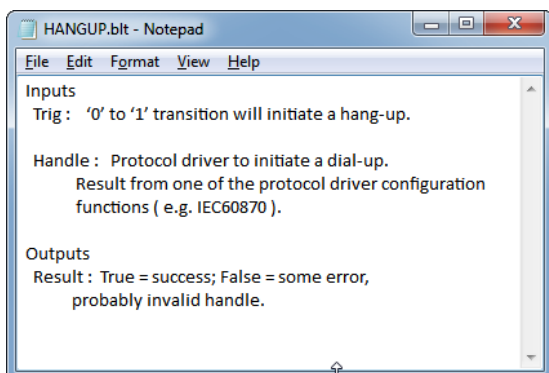 HANGUP.blt - Notepad
File Edit Format View Help
Inputs
Trig : ‘0’ to ‘1’ transition will initiate a hang-up.
Handle : Protocol driver to initiate a dial-up.
Result from one of the protocol driver configuration
functions ( e.g. IEC60870 ).
Outputs
Result : True = success; False = some error,
probably invalid handle.